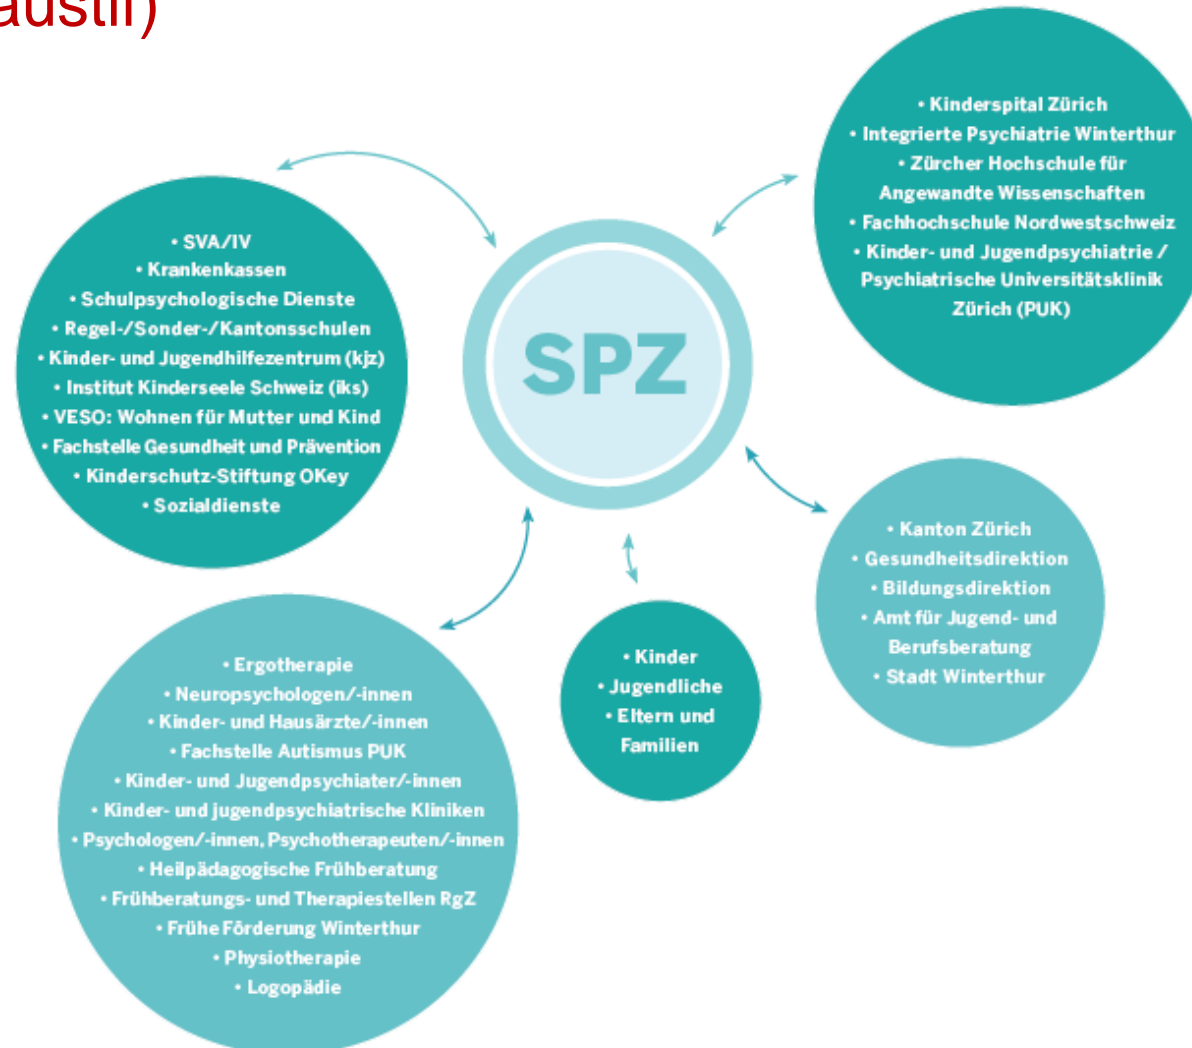 austif)
• Kinderspital Zürich
• Integrierte Psychiatrie Winterthur
• Zürcher Hochschule für
Angewandte Wissenschaften
• Fachhochschule Nordwestschweiz
• Kinder- und Jugendpsychiatrie /
Psychiatrische Universitätsklinik
Zürich (PUK)
• SVA/IV
• Krankenkassen
• Schulpsychologische Dienste
• Regel-/Sonder-/Kantonsschulen
• Kinder- und Jugendhilfezentrum (kjz)
• Institut Kinderseele Schweiz (iks)
• VESO: Wohnen für Mutter und Kind
• Fachstelle Gesundheit und Prävention
• Kinderschutz-Stiftung OKey
• Sozialdienste
SPZ
• Kanton Zürich
• Gesundheitsdirektion
• Bildungsdirektion
• Amt für Jugend- und
Berufsberatung
• Stadt Winterthur
• Kinder
• Jugendliche
• Eltern und
Familien
• Ergotherapie
• Neuropsychologen/-innen
• Kinder- und Hausärzte/-innen
• Fachstelle Autismus PUK
• Kinder- und Jugendpsychiater/-innen
• Kinder- und jugendpsychiatrische Kliniken
• Psychologen/-innen, Psychotherapeuten/-innen
• Heilpädagogische Frühberatung
• Frühberatungs- und Therapiestellen RgZ
• Frühe Förderung Winterthur
• Physiotherapie
• Logopädie